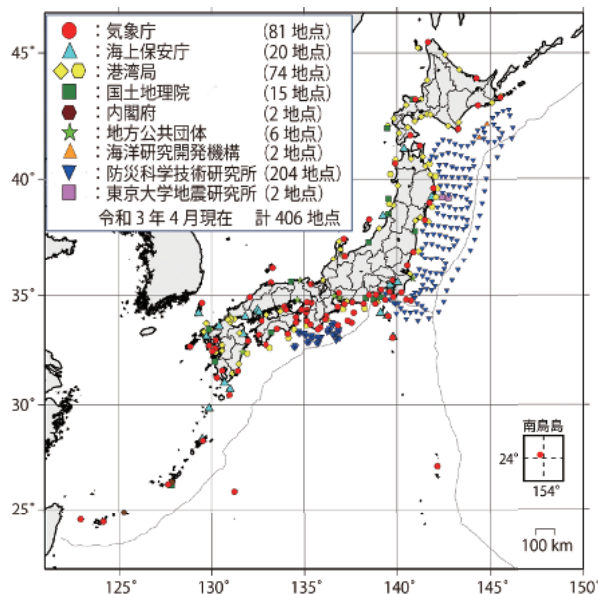 ：気象庁 (81 地点)
：海上保安庁 (20 地点)
：港湾局 (74 地点)
：国土地理院 (15 地点)
：内閣府 (2 地点)
：地方公共団体 (6 地点)
：海洋研究開発機構 (2 地点)
：防災科学技術研究所 (204 地点)
：東京大学地震研究所 (2 地点)
令和3年4月現在 計 406 地点
45°
40°
35°
30°
25°
南鳥島
24°
154°
100 km
125° 130° 135° 140° 145° 150°